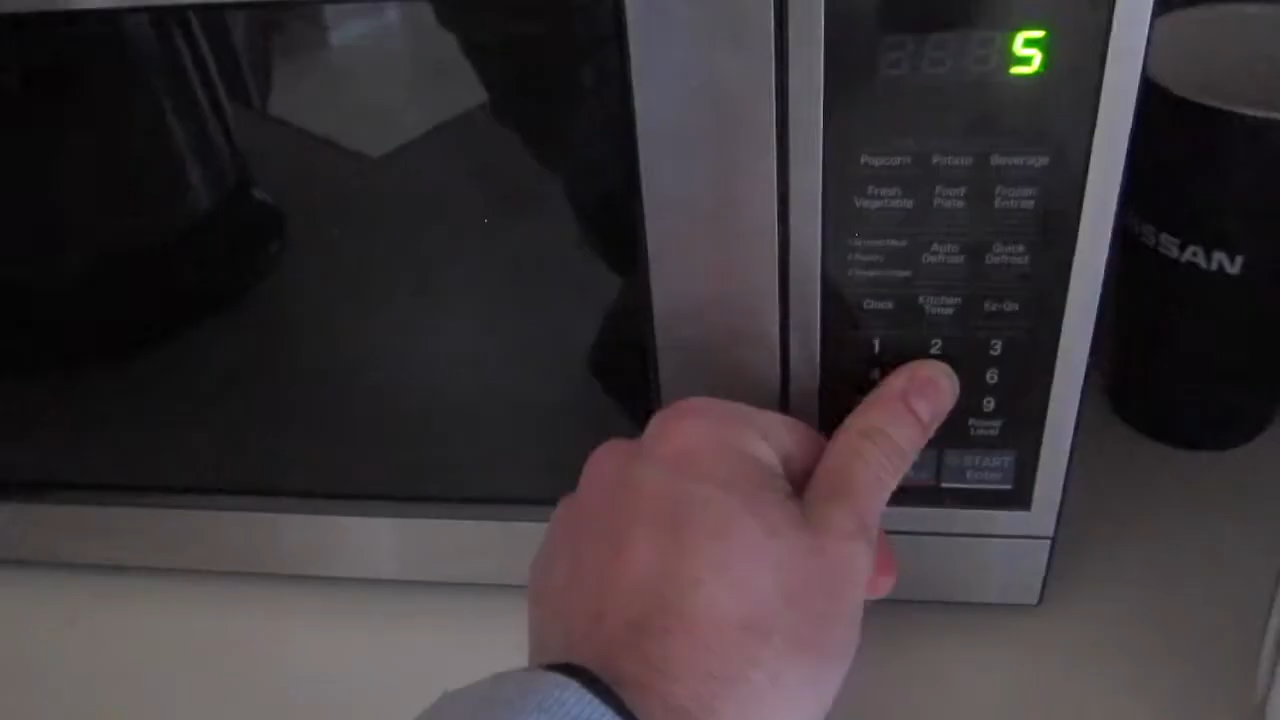 5
Popcorn Potato Beverage
Fresh Vegetable
Food Plate
Frozen Entree
Auto Defrost
Quick Defrost
Clock
Kitchen Timer
Ez-On
1 2 3
6
9
Power Level
START
Enter
SSAN